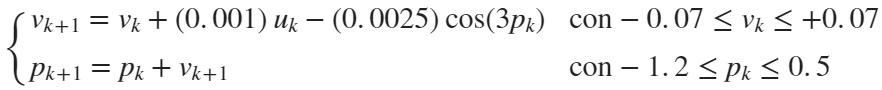 v_{k+1} = v_k + (0.001) u_k − (0.0025) cos(3p_k) con − 0.07 ≤ v_k ≤ +0.07
p_{k+1} = p_k + v_{k+1} con − 1.2 ≤ p_k ≤ 0.5